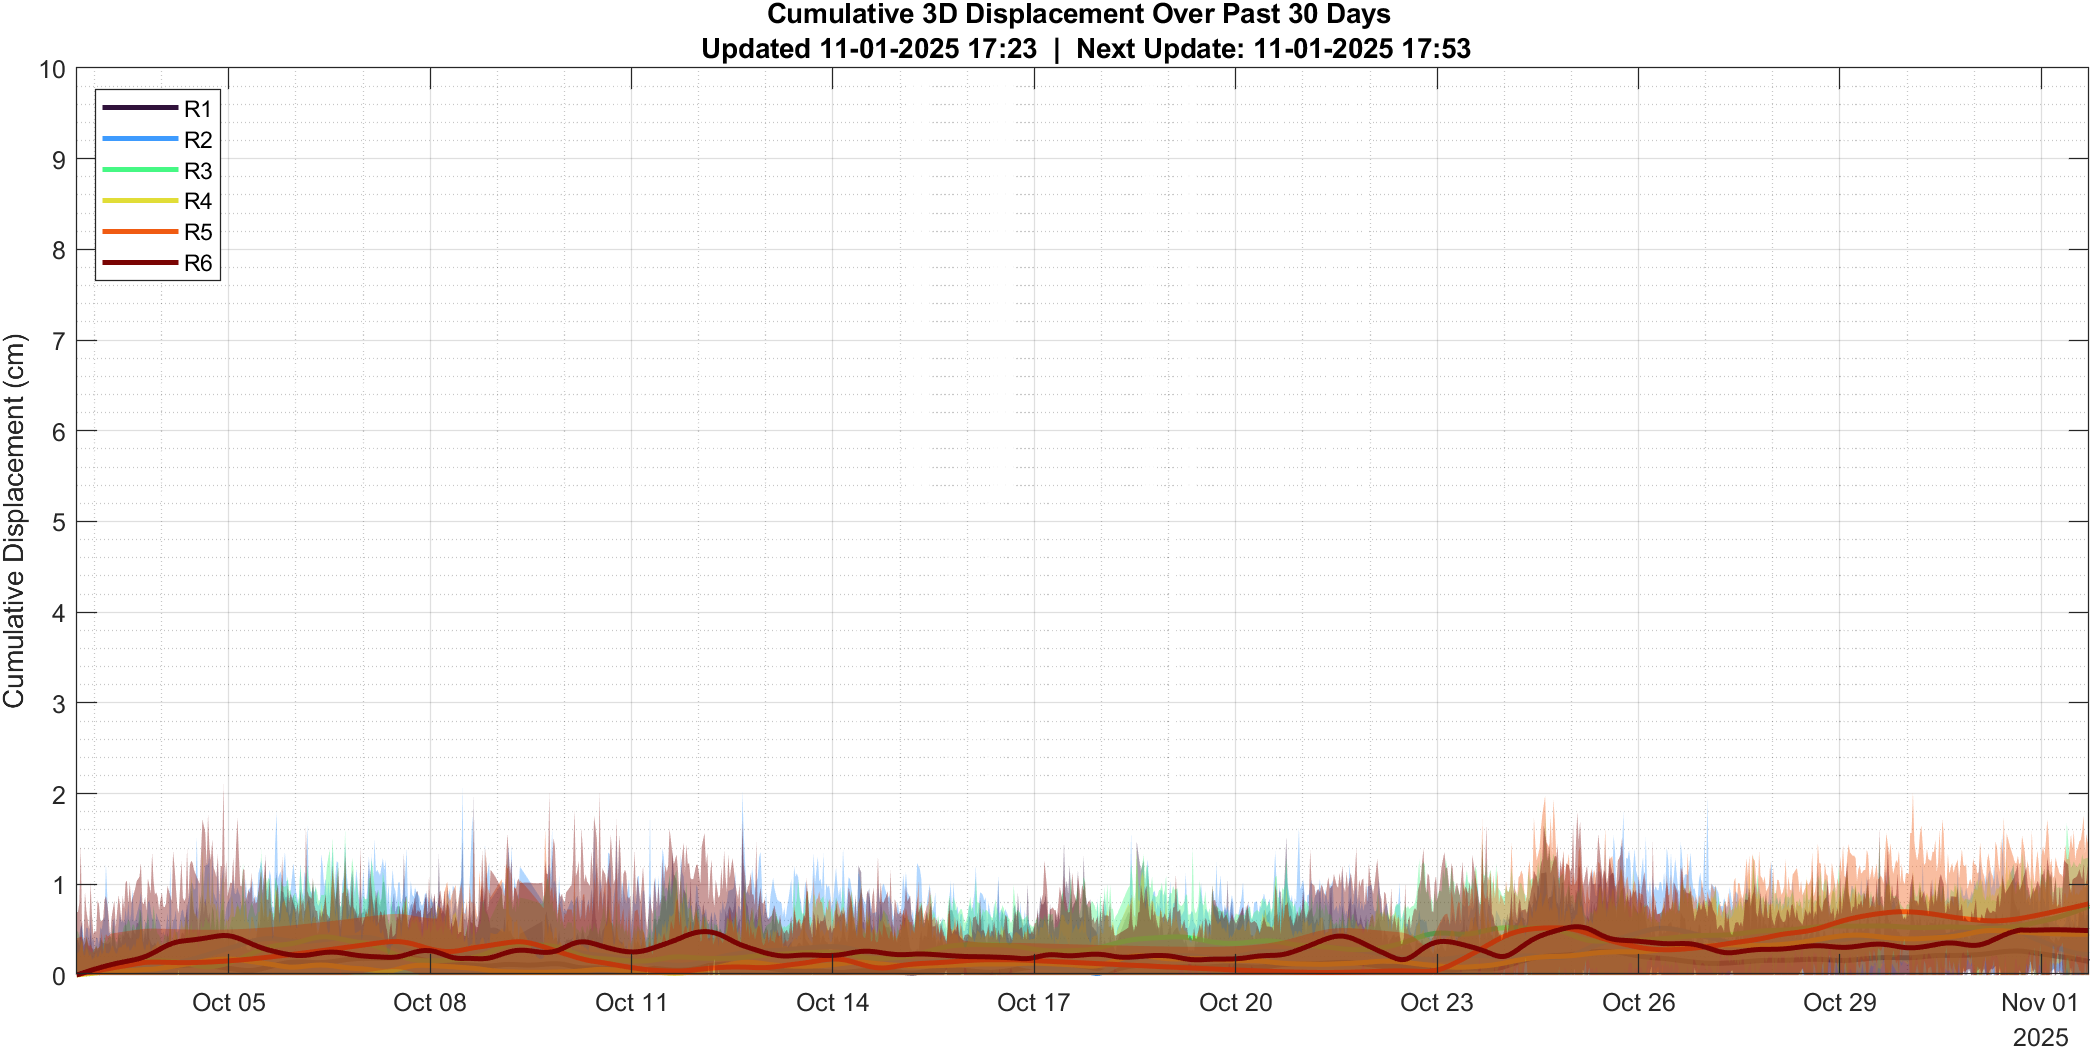 Cumulative 3D Displacement Over Past 30 Days
Updated 11-01-2025 17:23 | Next Update: 11-01-2025 17:53
Cumulative Displacement (cm)
10
9
8
7
6
5
4
3
2
1
0
R1
R2
R3
R4
R5
R6
Oct 05 Oct 08 Oct 11 Oct 14 Oct 17 Oct 20 Oct 23 Oct 26 Oct 29 Nov 01
2025